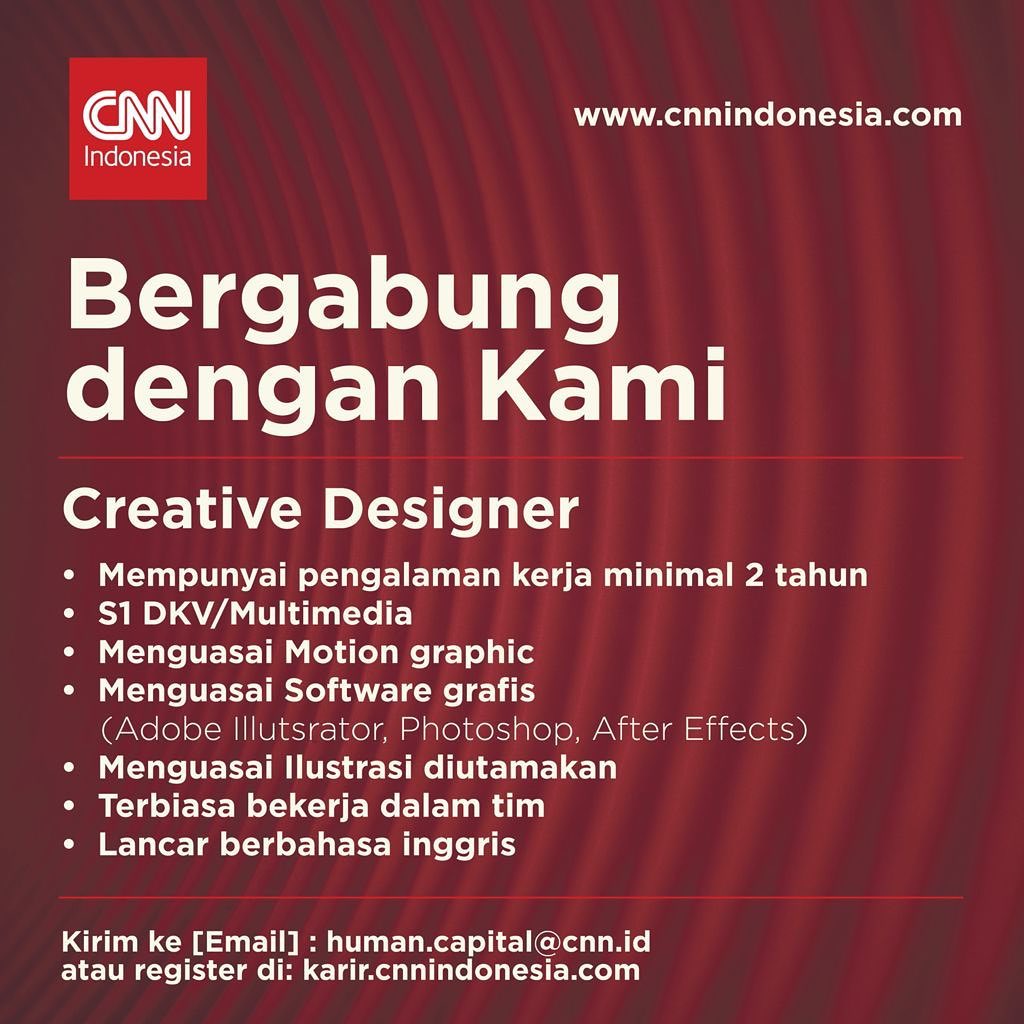 CNN
Indonesia
www.cnnindonesia.com
Bergabung
dengan Kami
Creative Designer
• Mempunyai pengalaman kerja minimal 2 tahun
• S1 DKV/Multimedia
• Menguasai Motion graphic
• Menguasai Software grafis
(Adobe Illutsrator, Photoshop, After Effects)
• Menguasai Ilustrasi diutamakan
• Terbiasa bekerja dalam tim
• Lancar berbahasa inggris
Kirim ke [Email] : human.capital@cnn.id
atau register di: karir.cnnindonesia.com